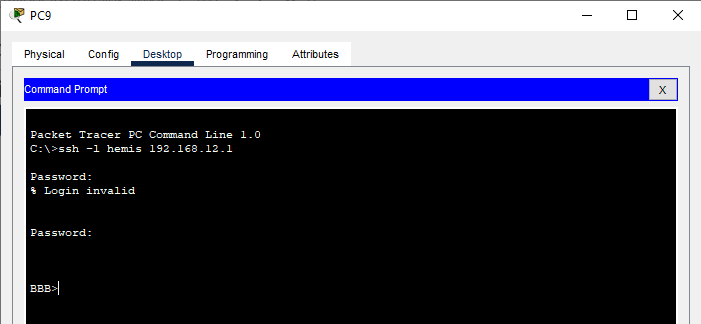 PC9
Physical Config Desktop Programming Attributes
Command Prompt X
Packet Tracer PC Command Line 1.0
C:\>ssh -l hemis 192.168.12.1
Password:
% Login invalid
Password:
BBB>